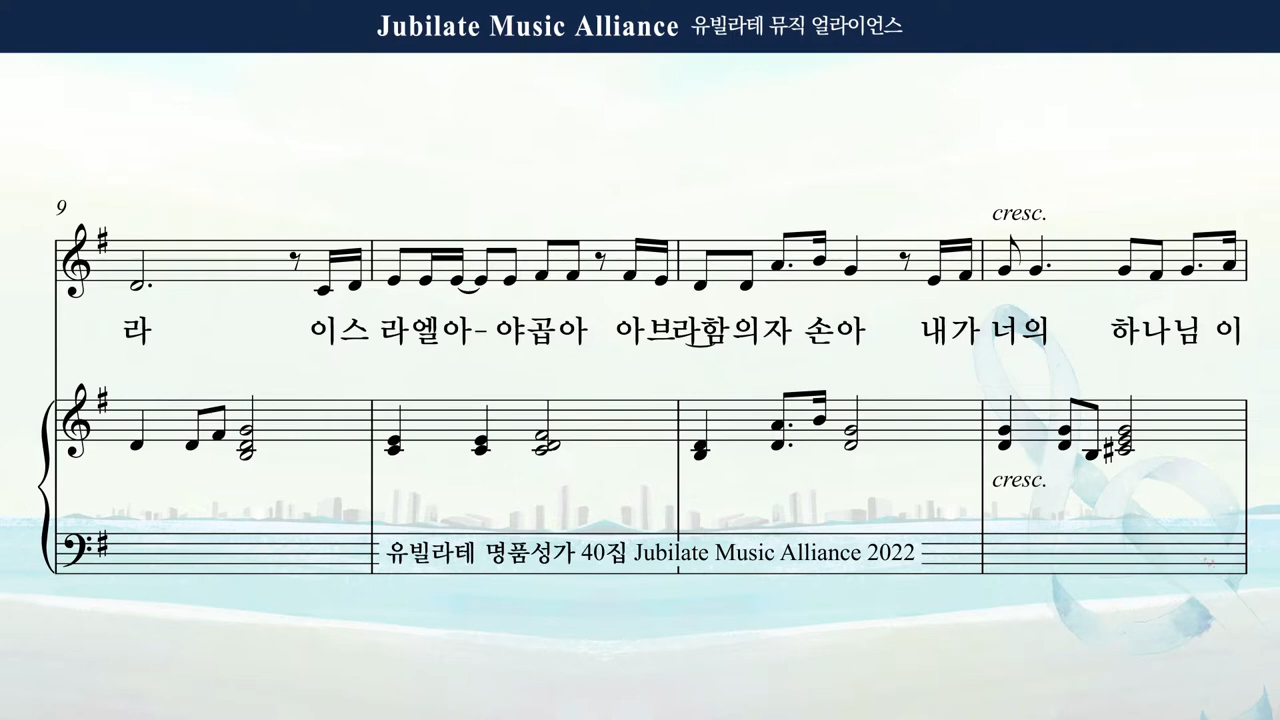 Jubilate Music Alliance 유빌라테 뮤직 얼라이언스
9
cresc.
라 이스 라엘아- 야곱아 아브라함의자 손아 내가 너의 하나님 이
cresc.
유빌라테 명품성가 40집 Jubilate Music Alliance 2022